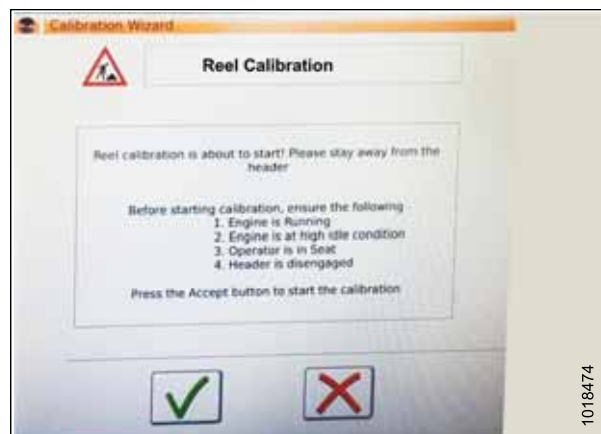 Calibration Wizard
Reel Calibration
Reel calibration is about to start! Please stay away from the
header
Before starting calibration, ensure the following
1. Engine is Running
2. Engine is at high idle condition
3. Operator is in Seat
4. Header is disengaged
Press the Accept button to start the calibration
1018474